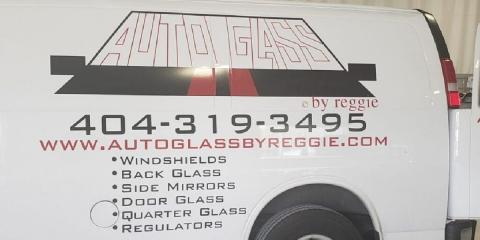 AUTO GLASS
© by reggie
404-319-3495
WWW.AUTOGLASSBYREGGIE.COM
• WINDSHIELDS
• BACK GLASS
• SIDE MIRRORS
• DOOR GLASS
• QUARTER GLASS
• REGULATORS